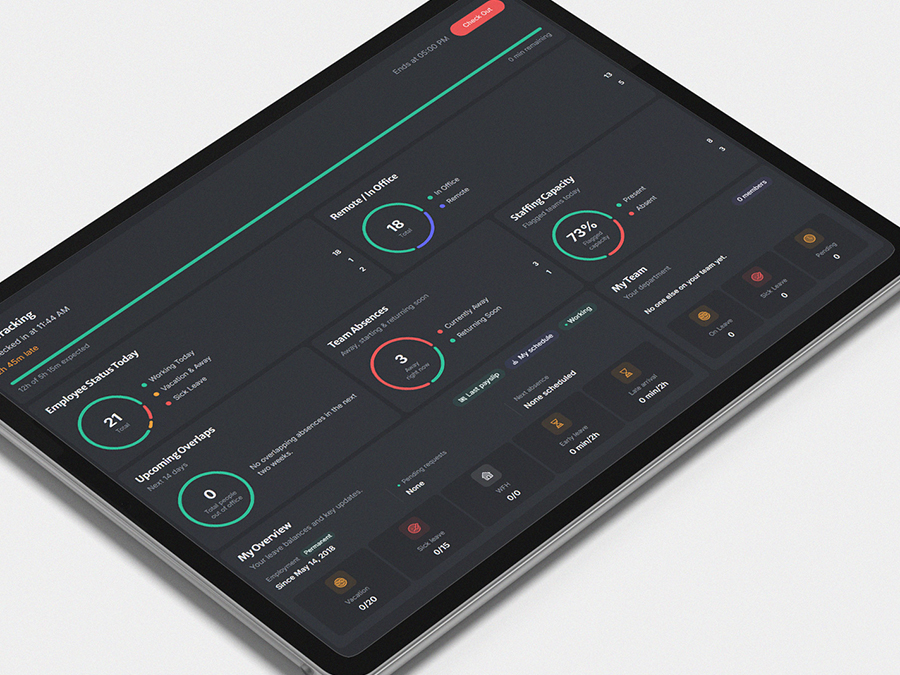 racking
ecked in at 11:44 AM
h 45m late
12h of 5h 15m expected
Ends at 05:00 PM
Check Out
0 min remaining
Employee Status Today
21
Total
Working Today
Vacation & Away
Sick Leave
18
1
2
Remote / In Office
18
Total
In Office
Remote
13
5
Upcoming Overlaps
Next 14 days
0
Total people
out of office
No overlapping absences in the next
two weeks.
Team Absences
Away, starting & returning soon
3
Away
right now
Currently Away
Returning Soon
3
1
Staffing Capacity
Flagged teams today
73%
Flagged
capacity
Present
Absent
8
3
My Overview
Your leave balances and key updates.
Last payslip
My schedule
Working
Employment
Permanent
Since May 14, 2018
Pending requests
None
Next absence
None scheduled
Vacation
0/20
Sick leave
0/15
WFH
0/0
Early leave
0 min/2h
Late arrival
0 min/2h
My Team
Your department
0 members
No one else on your team yet.
On Leave
0
Sick Leave
0
Pending
0